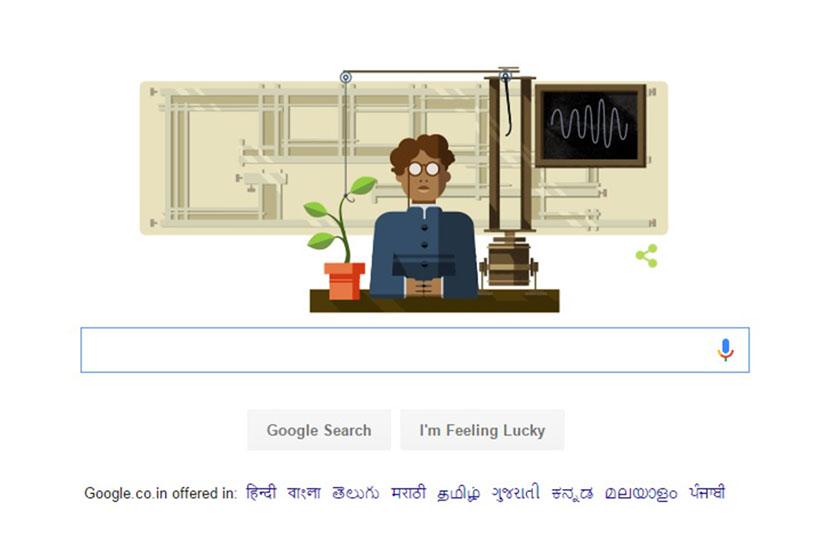 Google Search I'm Feeling Lucky
Google.co.in offered in: हिन्दी বাংলা తెలుగు मराठी தமிழ் ગુજરાતી ಕನ್ನಡ മലയാളം ਪੰਜਾਬੀ